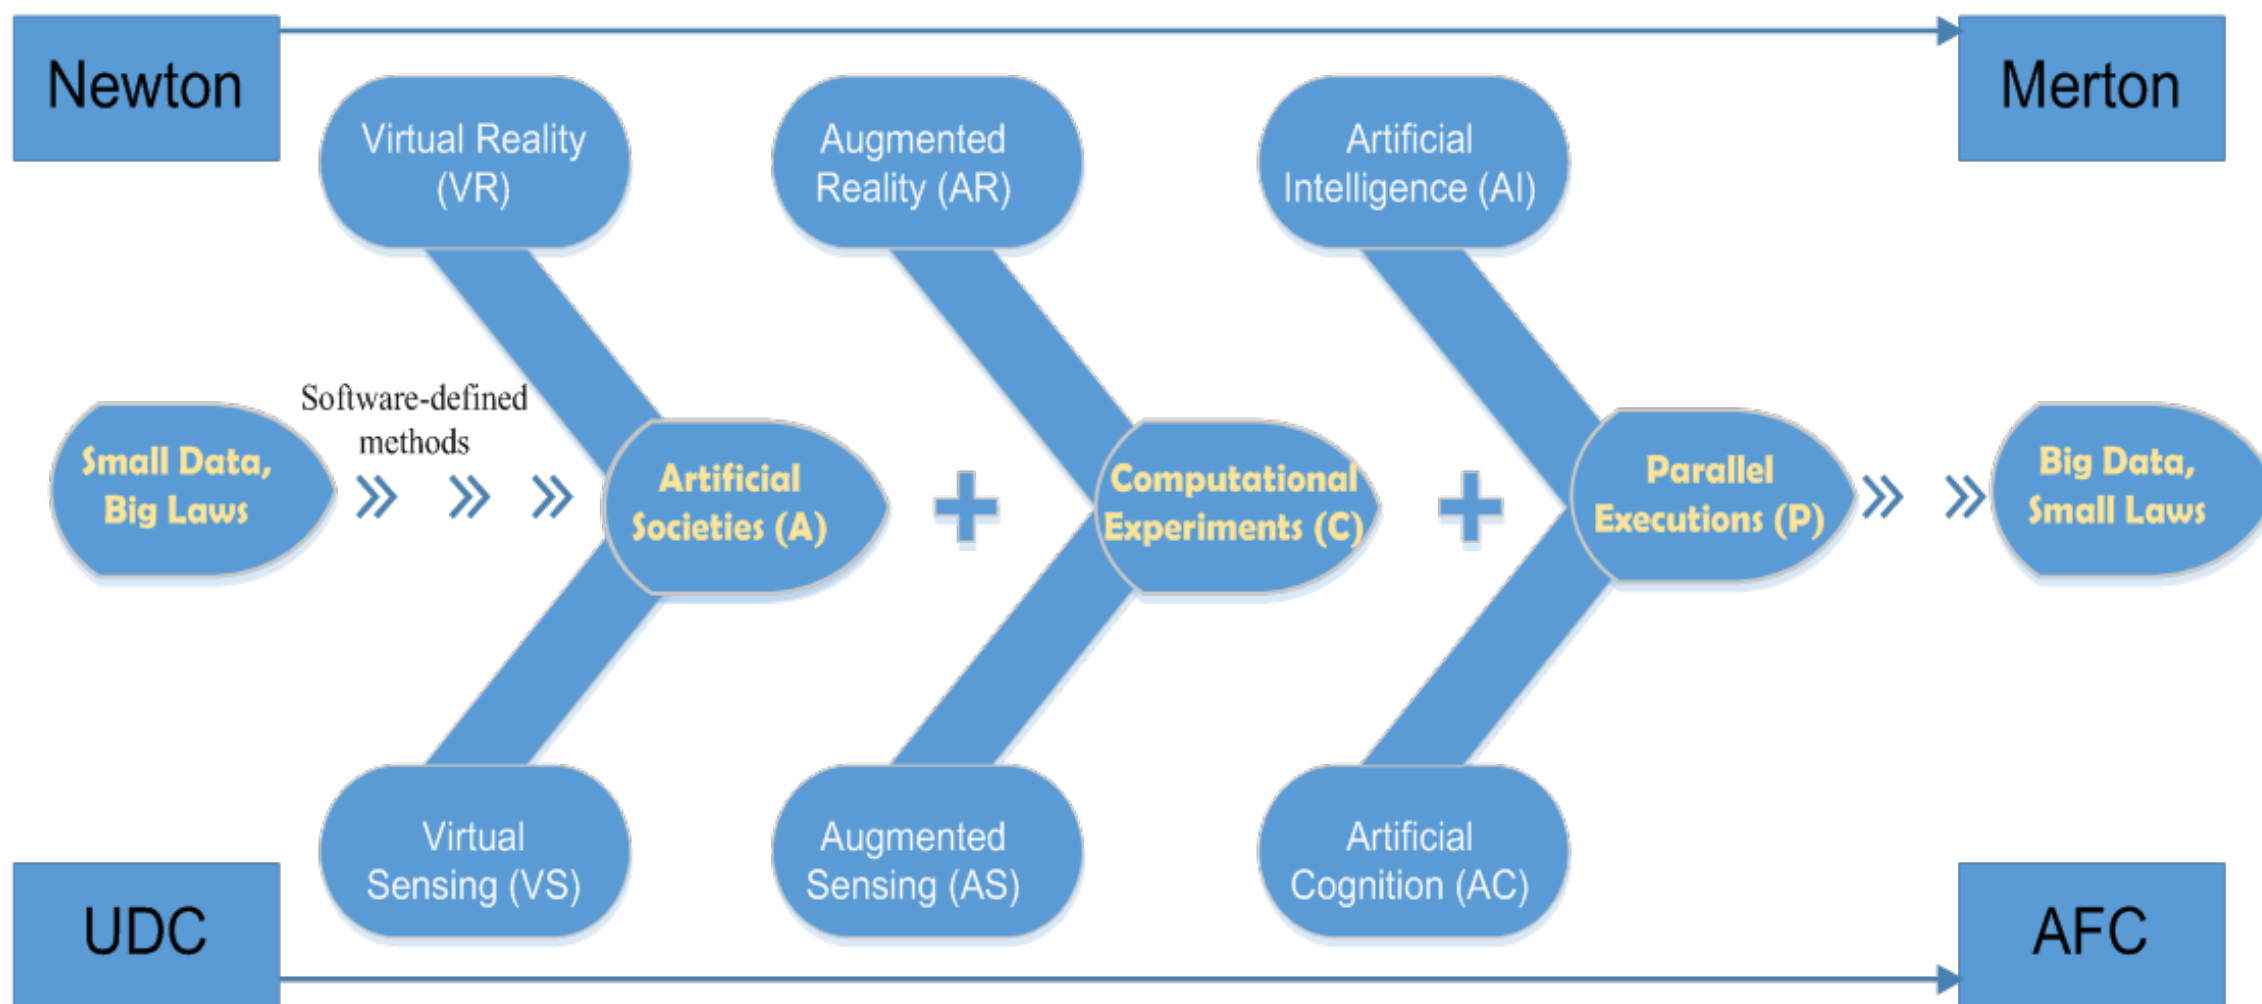 Newton
Merton
Virtual Reality
(VR)
Augmented
Reality (AR)
Artificial
Intelligence (AI)
Software-defined
methods
Small Data,
Big Laws
Artificial
Societies (A)
Computational
Experiments (C)
Parallel
Executions (P)
Big Data,
Small Laws
Virtual
Sensing (VS)
Augmented
Sensing (AS)
Artificial
Cognition (AC)
UDC
AFC